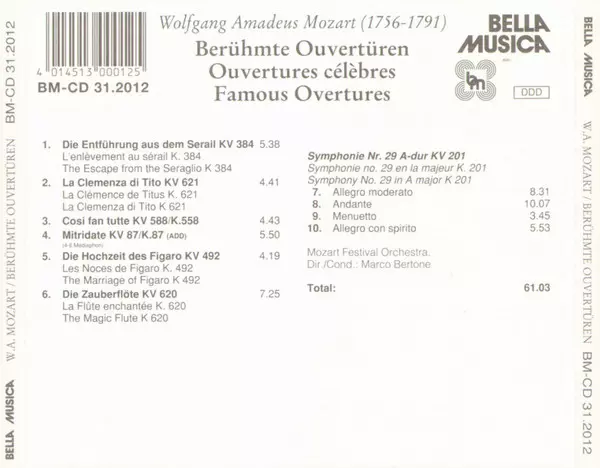 Wolfgang Amadeus Mozart (1756-1791)
Berühmte Ouvertüren
Ouvertures célèbres
Famous Overtures
4 014513 000125
BM-CD 31.2012
BELLA
MUSICA
bm
DDD
1. Die Entführung aus dem Serail KV 384 5.38
L'enlèvement au sérail K. 384
The Escape from the Seraglio K 384
2. La Clemenza di Tito KV 621 4.41
La Clémence de Titus K. 621
La Clemenza di Tito K 621
3. Cosi fan tutte KV 588/K.558 4.43
4. Mitridate KV 87/K.87 (ADD) 5.50
5. Die Hochzeit des Figaro KV 492 4.19
Les Noces de Figaro K. 492
The Marriage of Figaro K. 492
6. Die Zauberflöte KV 620 7.25
La Flûte enchantée K. 620
The Magic Flute K 620
Symphonie Nr. 29 A-dur KV 201
Symphonie no. 29 en la majeur K. 201
Symphony No. 29 in A major K 201
7. Allegro moderato 8.31
8. Andante 10.07
9. Menuetto 3.45
10. Allegro con spirito 5.53
Mozart Festival Orchestra.
Dir/Cond.: Marco Bertone
Total: 61.03
BELLA MUSICA W.A. MOZART / BERÜHMTE OUVERTÜREN BM-CD 31.2012
BELLA MUSICA W.A. MOZART / BERÜHMTE OUVERTÜREN BM-CD 31.2012